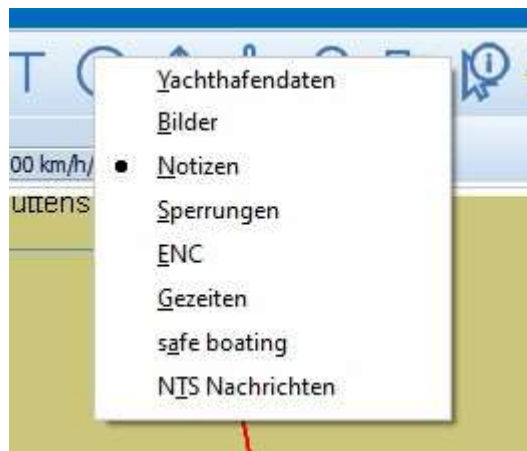 T
Yachthafendaten
Bilder
00 km/h/
Notizen
uttens
Sperrungen
ENC
Gezeiten
safe boating
NTS Nachrichten